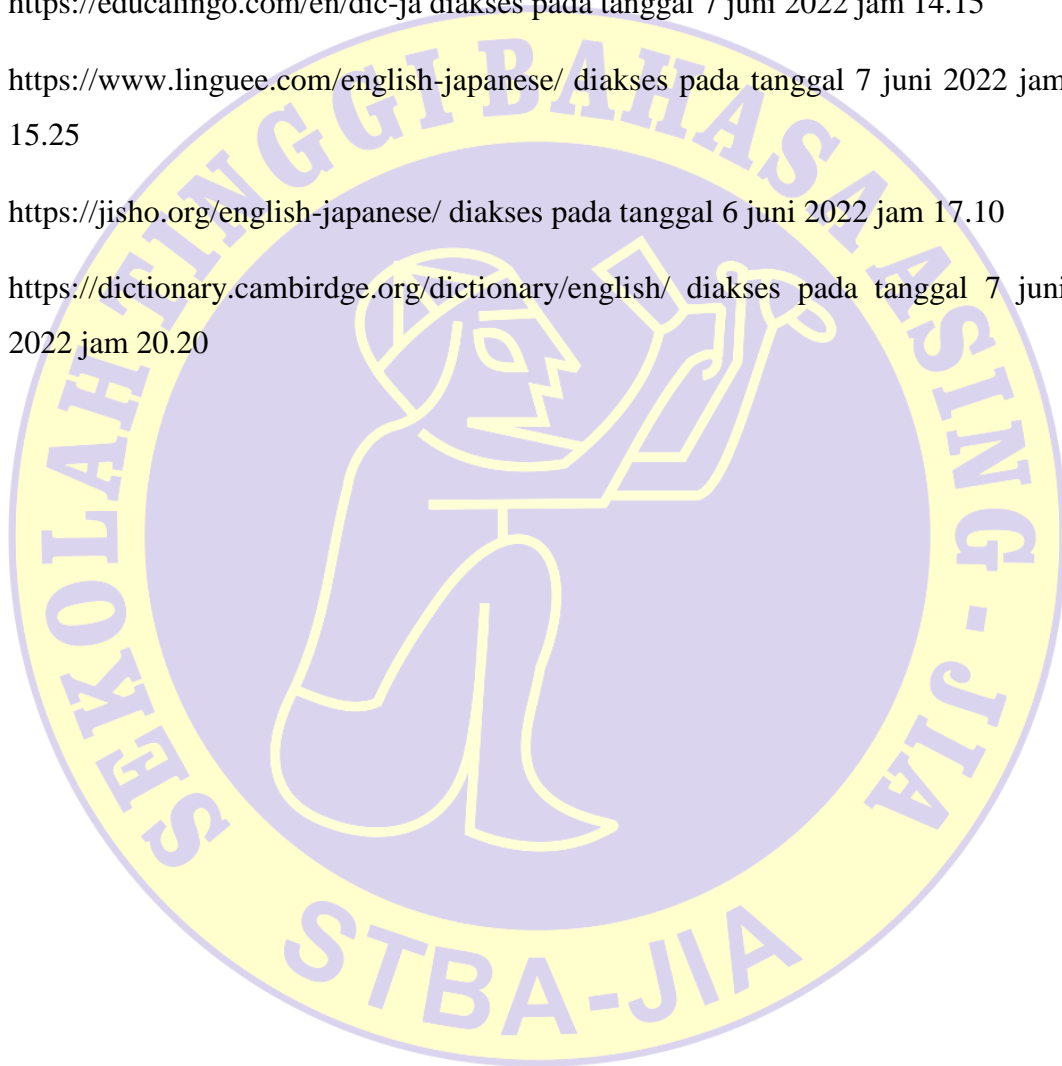 https://educalingo.com/en/dic-ja diakses pada tanggal 7 juni 2022 jam 14.15
https://www.linguee.com/english-japanese/ diakses pada tanggal 7 juni 2022 jam
15.25
https://jisho.org/english-japanese/ diakses pada tanggal 6 juni 2022 jam 17.10
https://dictionary.cambirdge.org/dictionary/english/ diakses pada tanggal 7 juni
2022 jam 20.20
SEKOLAH TINGGI BAHASA ASING - JIA
STBA-JIA